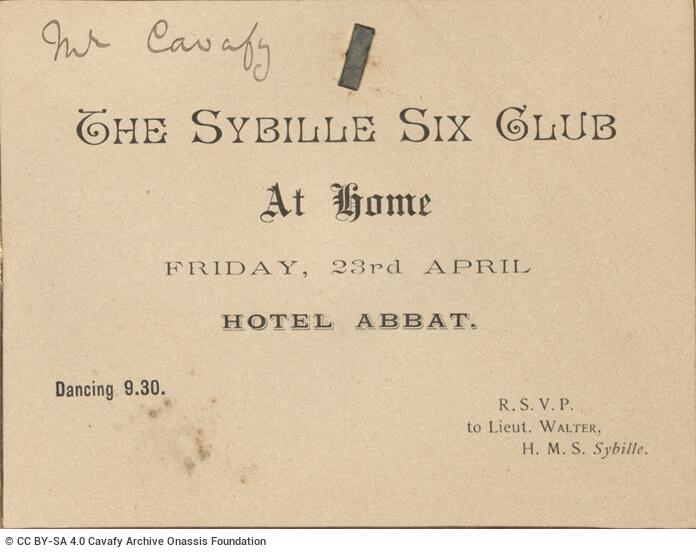 Mr Cavafy
THE SYBILLE SIX CLUB
At Home
FRIDAY, 23rd APRIL
HOTEL ABBAT.
Dancing 9.30.
R. S. V. P.
to Lieut. WALTER,
H. M. S. Sybille.
© CC BY-SA 4.0 Cavafy Archive Onassis Foundation